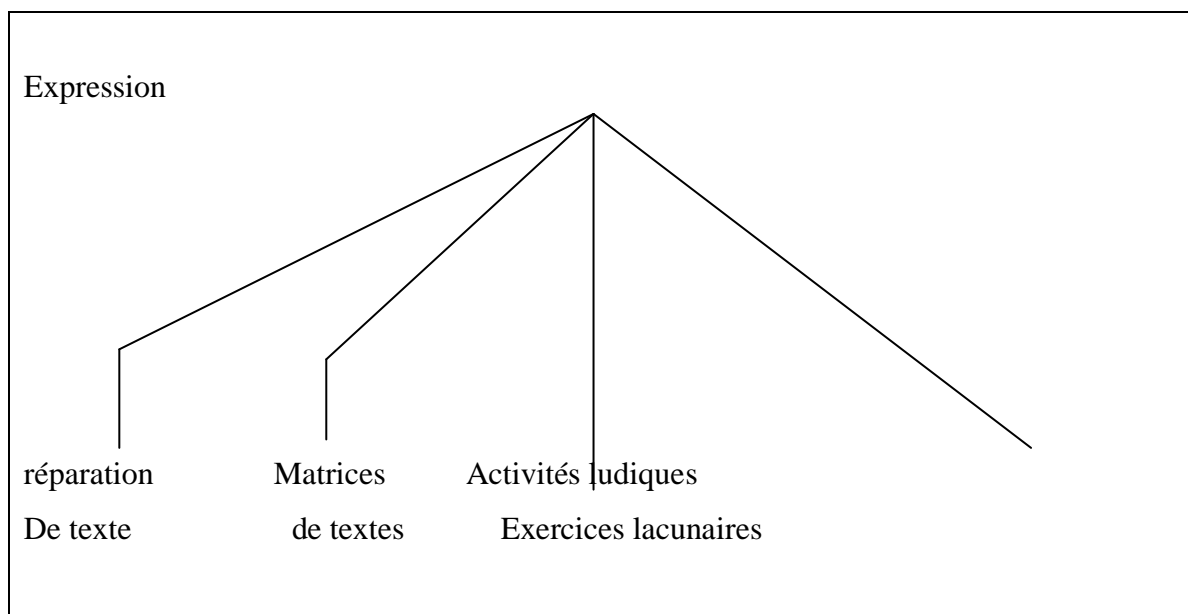 Expression
réparation Matrices Activités ludiques
De texte de textes Exercices lacunaires